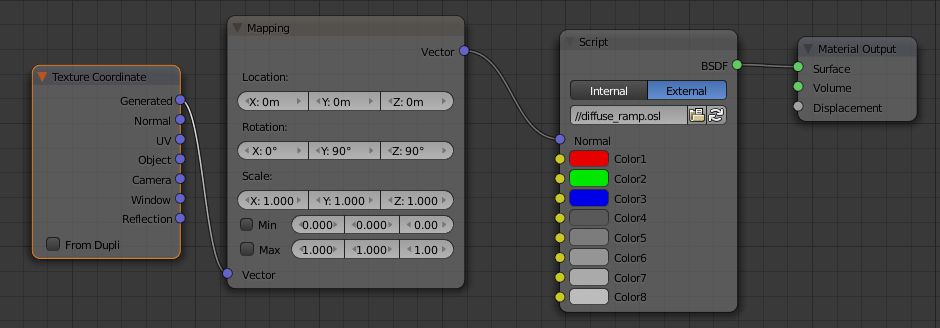 Texture Coordinate
Generated
Normal
UV
Object
Camera
Window
Reflection
From Dupli
Mapping
Vector
Location:
X: 0m Y: 0m Z: 0m
Rotation:
X: 0° Y: 90° Z: 90°
Scale:
X: 1.000 Y: 1.000 Z: 1.000
Min 0.000 0.000 0.00
Max 1.000 1.000 1.00
Vector
Script
BSDF
Internal External
//diffuse_ramp.osl
Normal
Color1
Color2
Color3
Color4
Color5
Color6
Color7
Color8
Material Output
Surface
Volume
Displacement